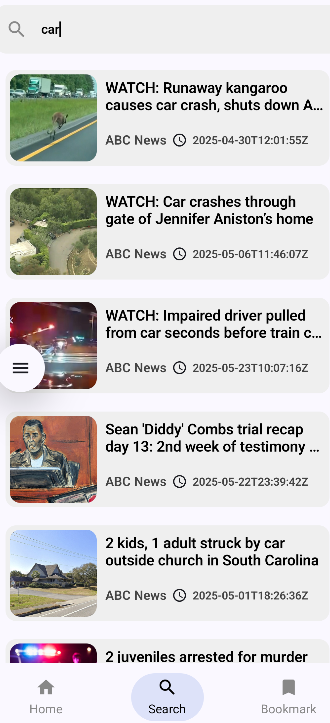 car
WATCH: Runaway kangaroo
causes car crash, shuts down A...
ABC News 2025-04-30T12:01:55Z
WATCH: Car crashes through
gate of Jennifer Aniston’s home
ABC News 2025-05-06T11:46:07Z
WATCH: Impaired driver pulled
from car seconds before train c...
ABC News 2025-05-23T10:07:16Z
Sean 'Diddy' Combs trial recap
day 13: 2nd week of testimony ...
ABC News 2025-05-22T23:39:42Z
2 kids, 1 adult struck by car
outside church in South Carolina
ABC News 2025-05-01T18:26:36Z
2 juveniles arrested for murder
Home Search Bookmark